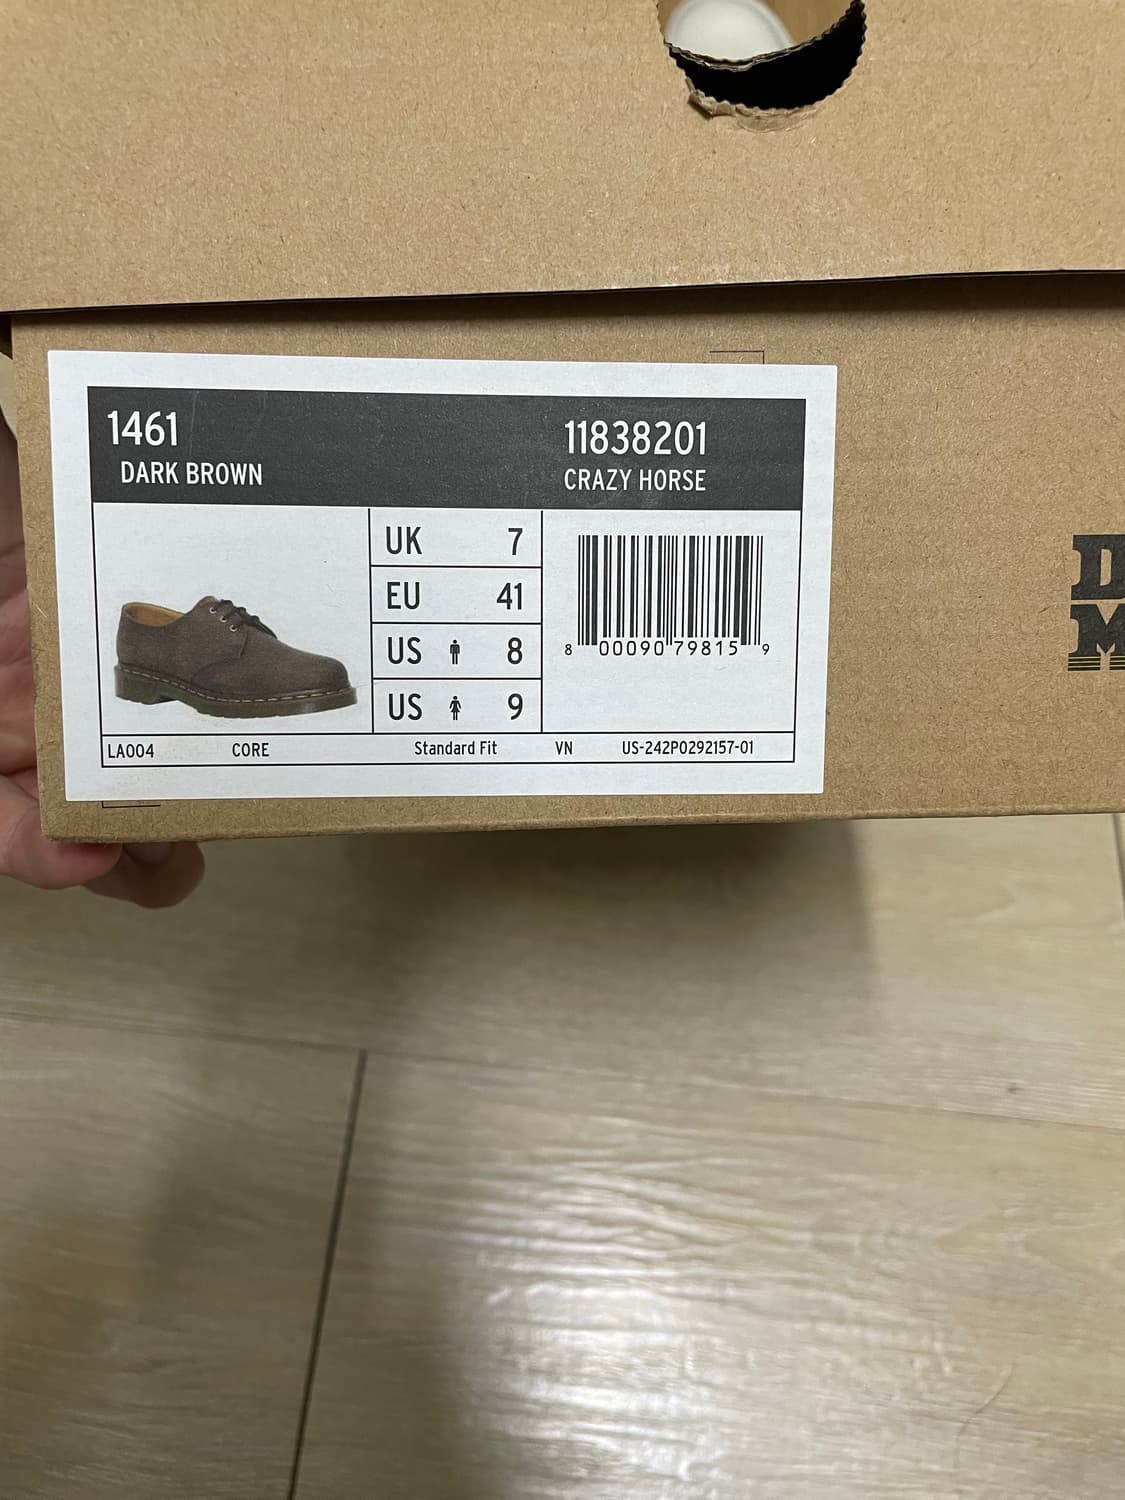 1461
DARK BROWN
11838201
CRAZY HORSE
UK 7
EU 41
US 8
US 9
8 00090 79815 9
LA004 CORE Standard Fit VN US-242P0292157-01
D
M